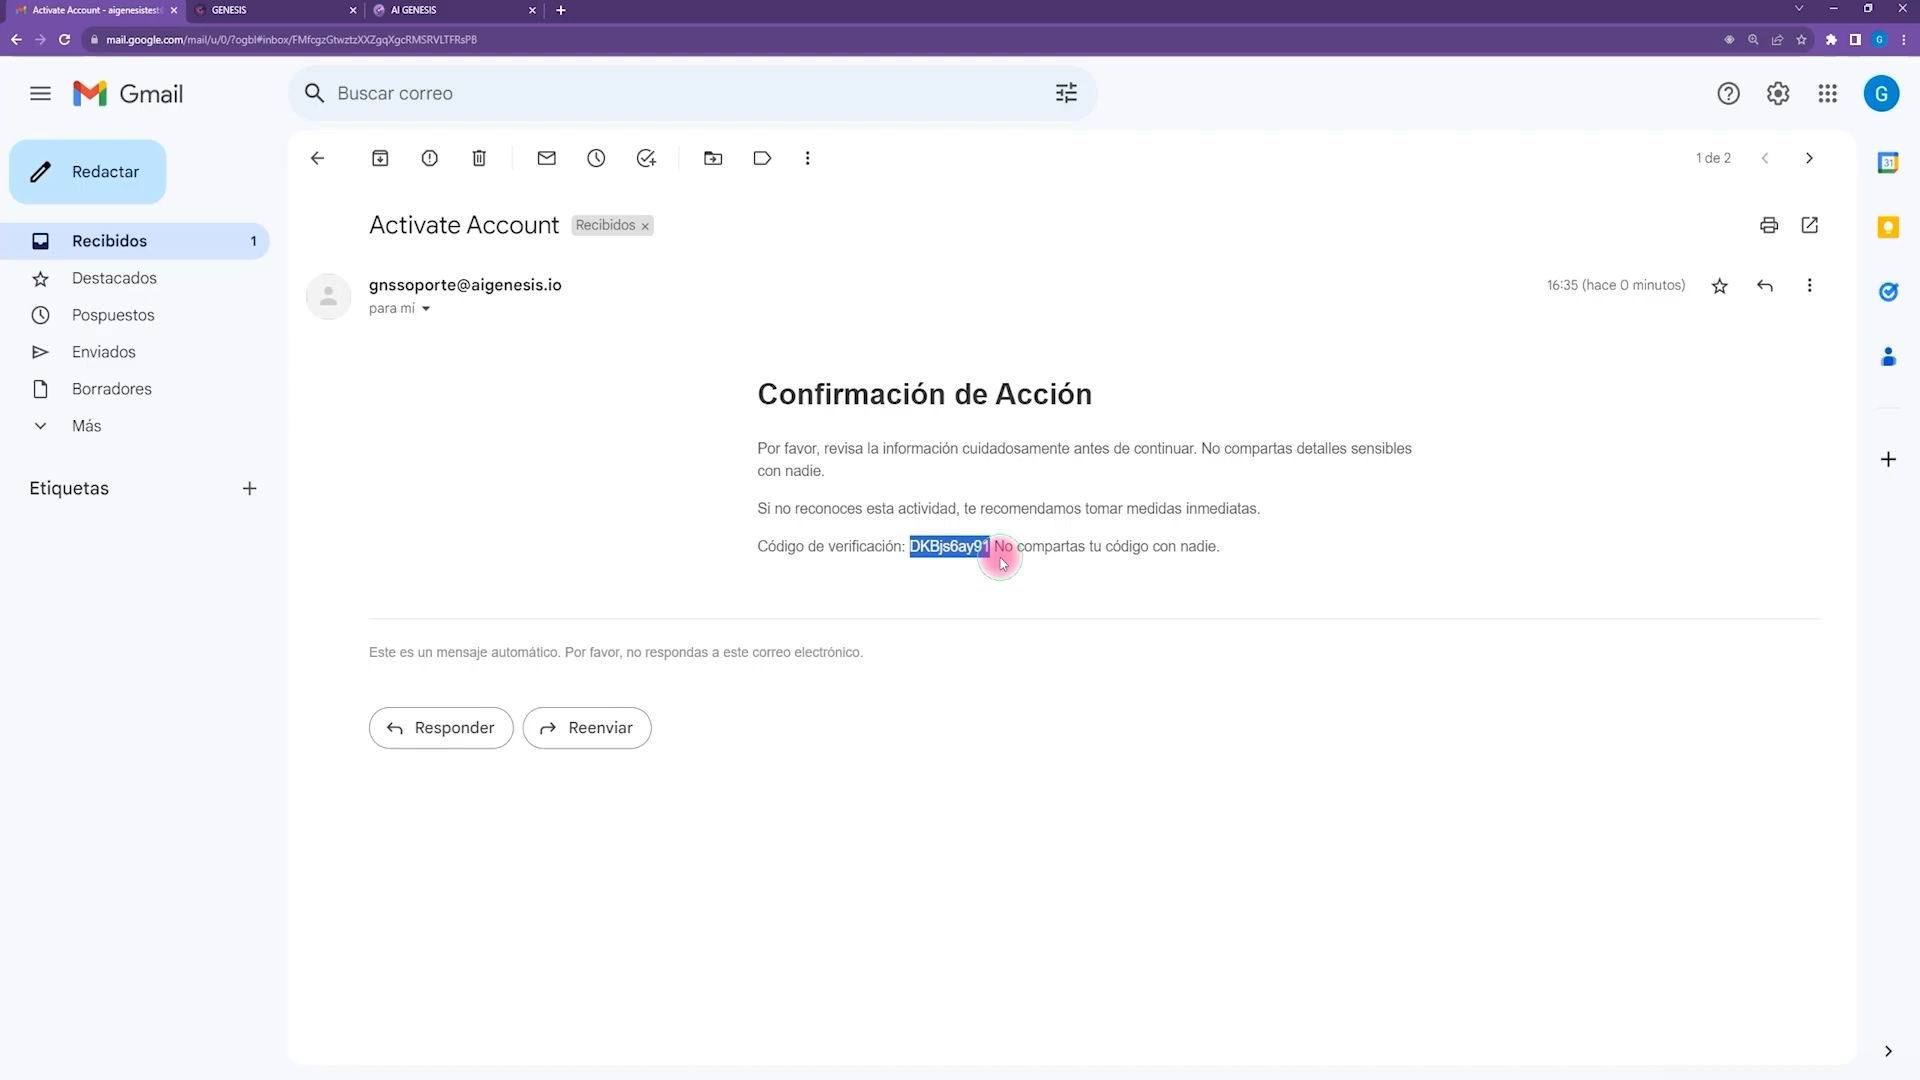 Activate Account - aigenesistest
GENESIS
AI GENESIS
mail.google.com/mail/u/0/?ogbl#inbox/FMfcgzGtwztzXXZgqXgcRMSRVLTFRsPB
G
Gmail
Buscar correo
G
Redactar
1 de 2
31
Activate Account
Recibidos x
Recibidos 1
Destacados
gnssoporte@aigenesis.io
16:35 (hace 0 minutos)
para mí
Pospuestos
Enviados
Borradores
Más
Etiquetas
Confirmación de Acción
Por favor, revisa la información cuidadosamente antes de continuar. No compartas detalles sensibles
con nadie.
Si no reconoces esta actividad, te recomendamos tomar medidas inmediatas.
Código de verificación: DKBjs6ay91 No compartas tu código con nadie.
Este es un mensaje automático. Por favor, no respondas a este correo electrónico.
Responder
Reenviar